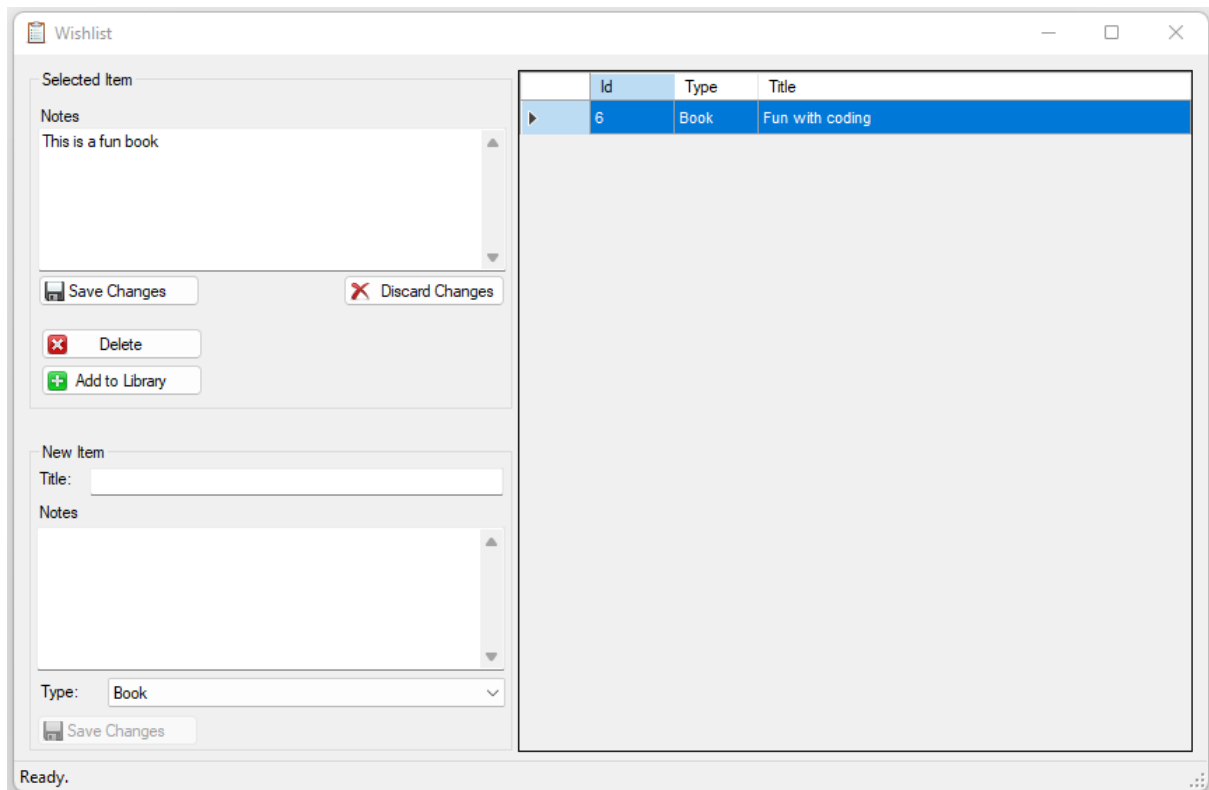 Wishlist
Selected Item
Notes
This is a fun book
Save Changes
Discard Changes
Delete
Add to Library
New Item
Title:
Notes
Type:
Book
Save Changes
Id Type Title
6 Book Fun with coding
Ready.